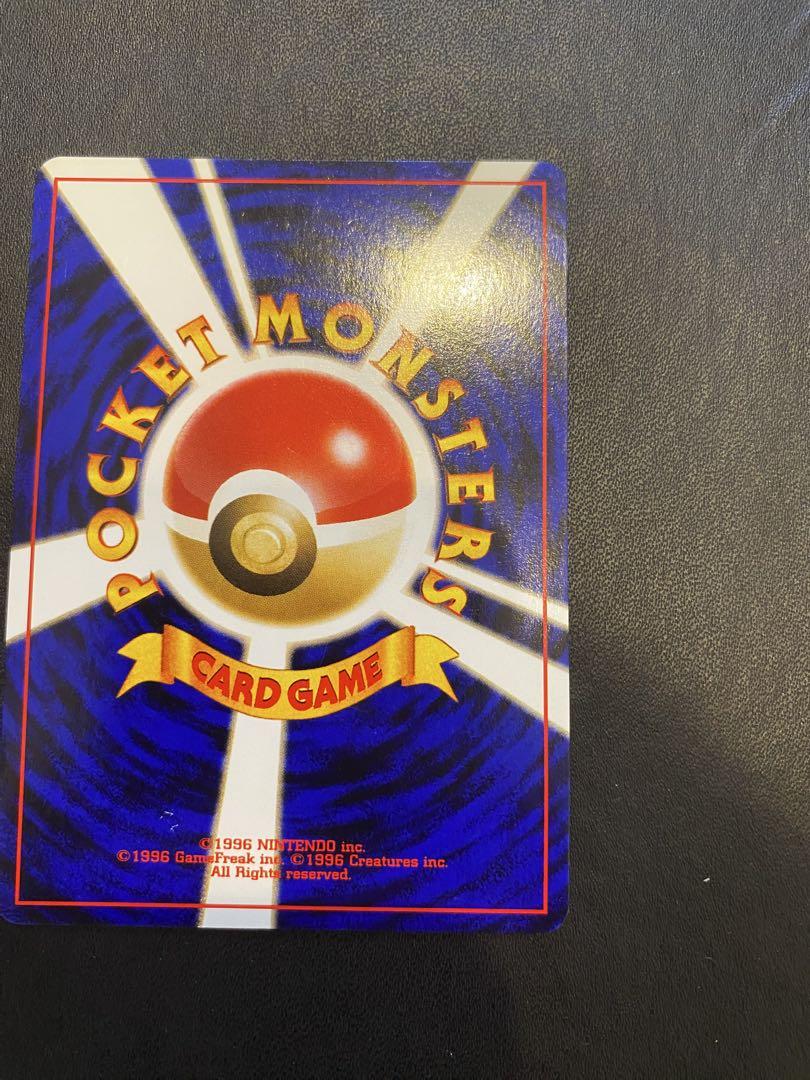 POCKET MONSTERS
CARD GAME
©1996 NINTENDO inc.
©1996 GameFreak inc. ©1996 Creatures inc.
All Rights reserved.